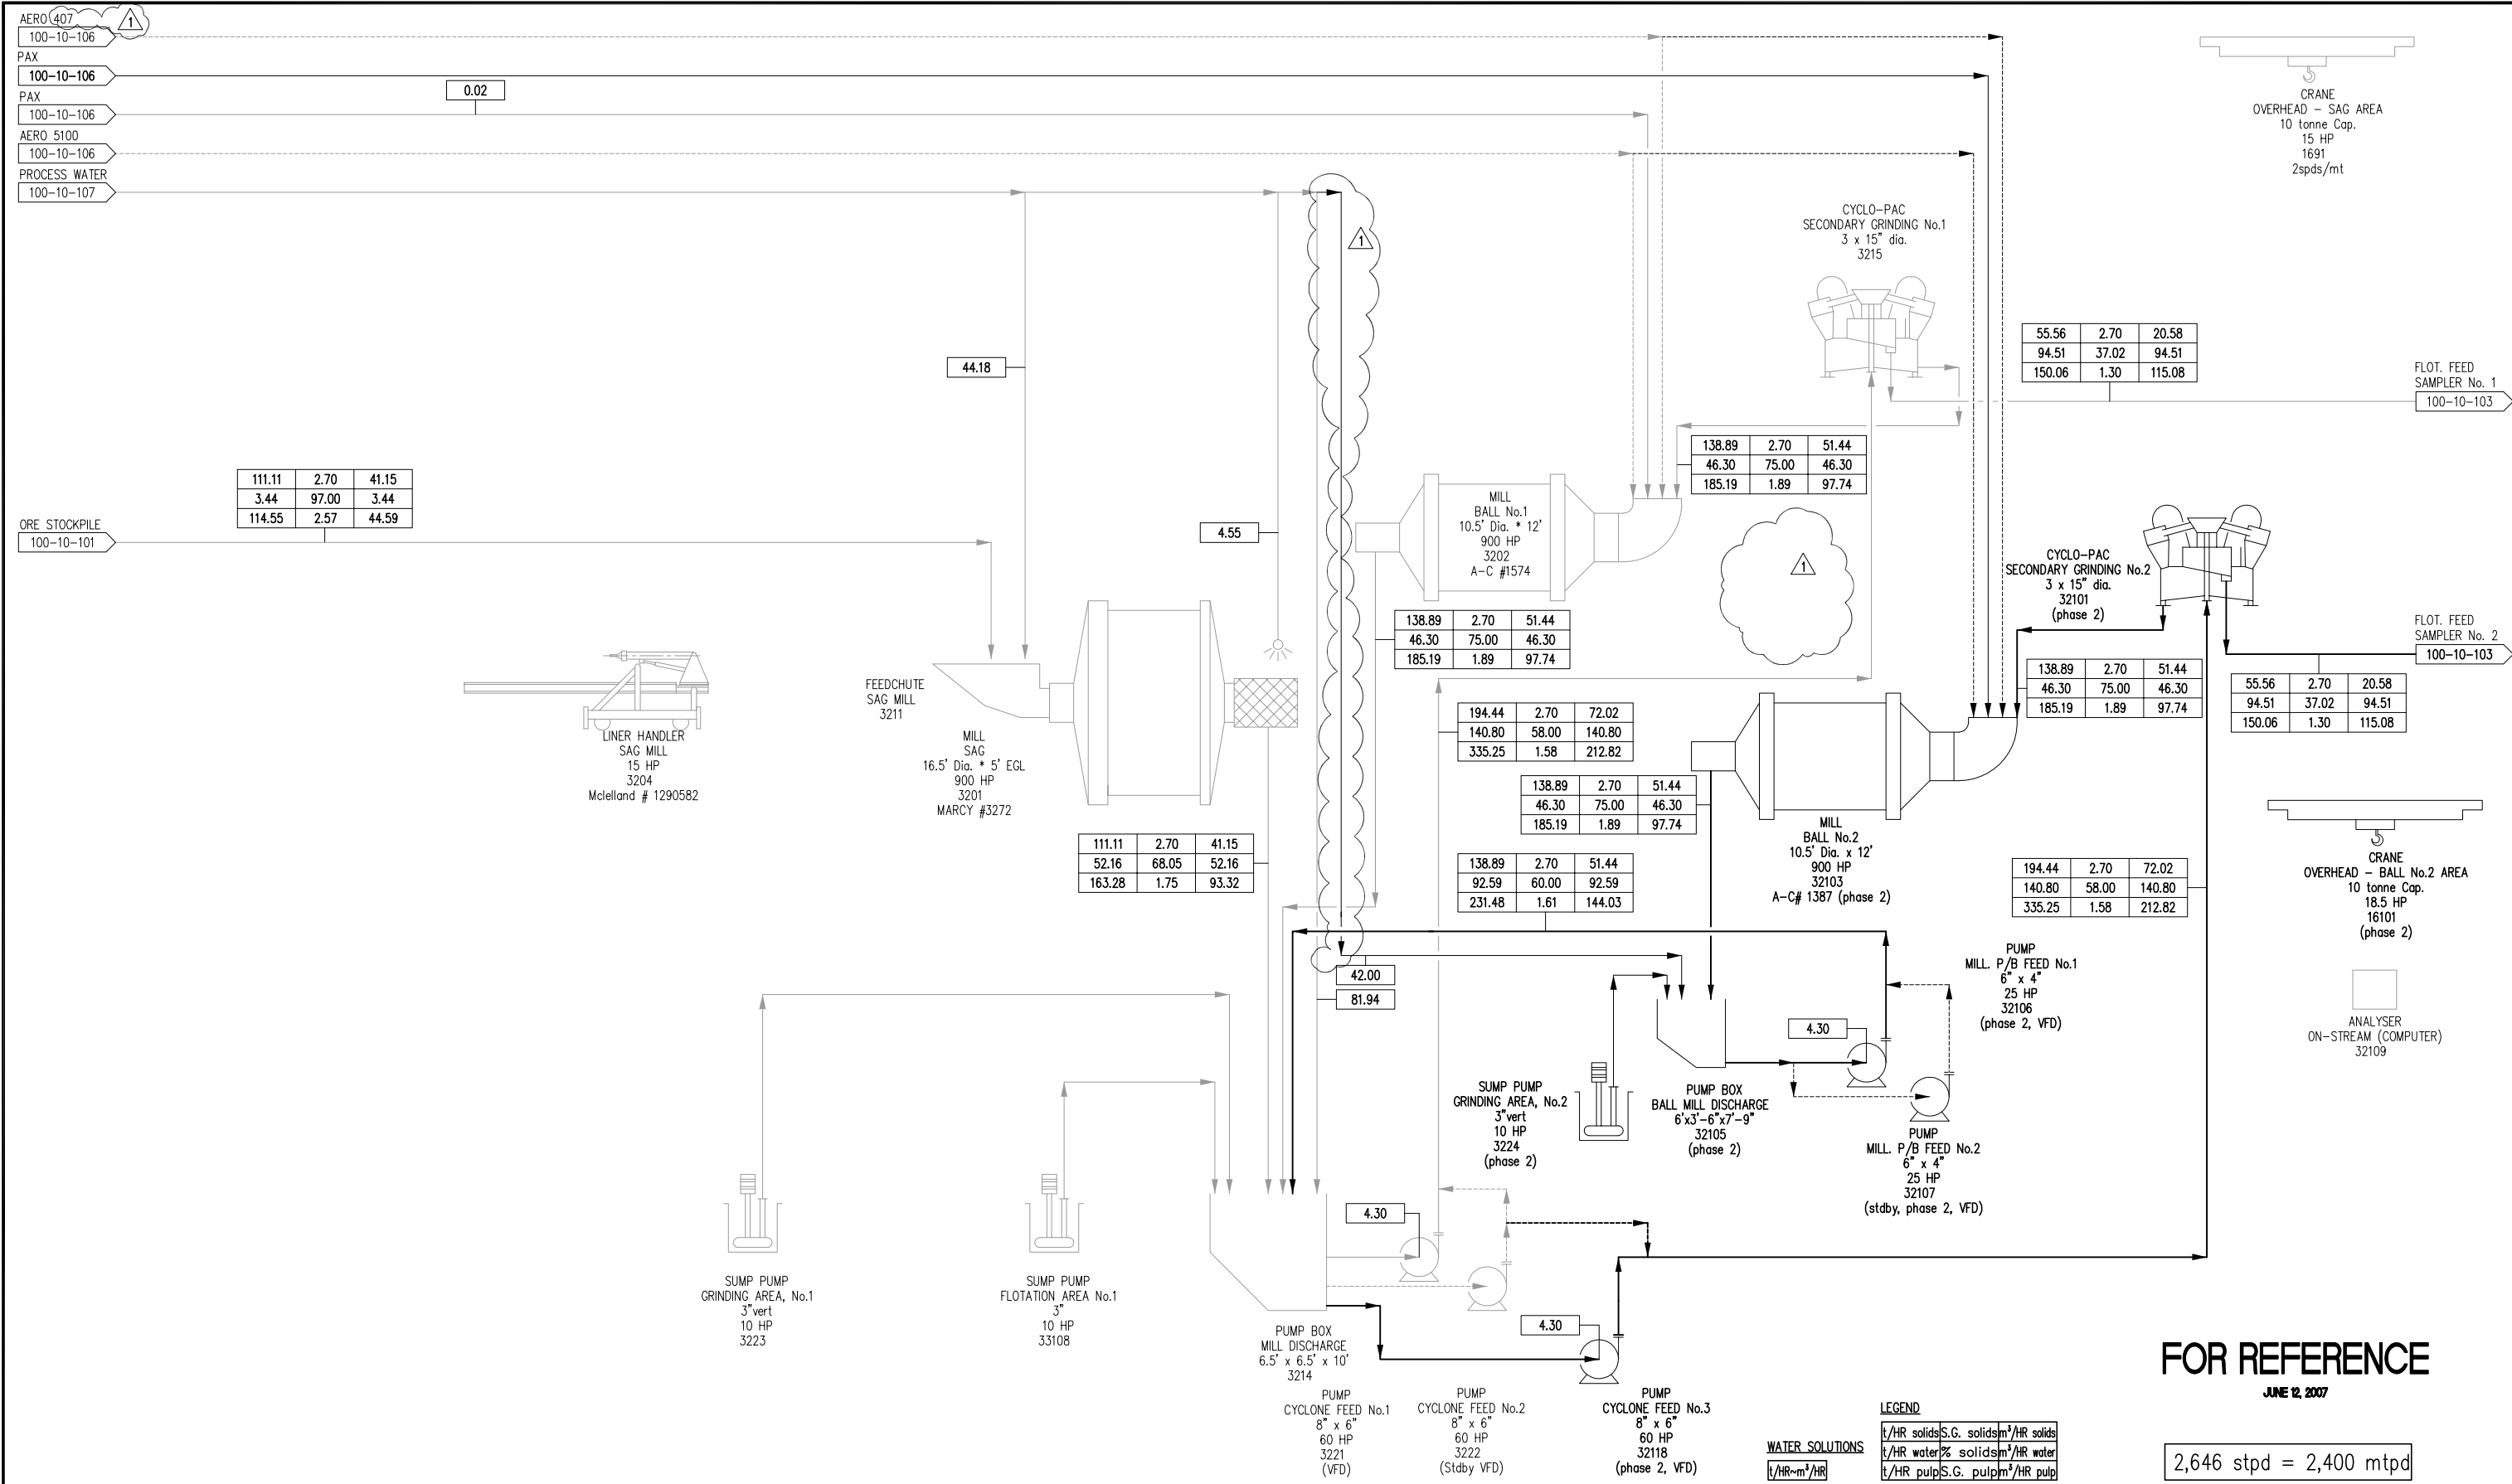 AERO 407
1
100-10-106
PAX
100-10-106
0.02
PAX
100-10-106
AERO 5100
100-10-106
PROCESS WATER
100-10-107
CRANE
OVERHEAD - SAG AREA
10 tonne Cap.
15 HP
1691
2spds/mt
1
CYCLO-PAC
SECONDARY GRINDING No.1
3 x 15" dia.
3215
44.18
55.56 2.70 20.58
94.51 37.02 94.51
150.06 1.30 115.08
FLOT. FEED
SAMPLER No. 1
100-10-103
111.11 2.70 41.15
3.44 97.00 3.44
114.55 2.57 44.59
ORE STOCKPILE
100-10-101
4.55
138.89 2.70 51.44
46.30 75.00 46.30
185.19 1.89 97.74
MILL
BALL No.1
10.5' Dia. * 12'
900 HP
3202
A-C #1574
1
CYCLO-PAC
SECONDARY GRINDING No.2
3 x 15" dia.
32101
(phase 2)
138.89 2.70 51.44
46.30 75.00 46.30
185.19 1.89 97.74
FLOT. FEED
SAMPLER No. 2
100-10-103
138.89 2.70 51.44
46.30 75.00 46.30
185.19 1.89 97.74
55.56 2.70 20.58
94.51 37.02 94.51
150.06 1.30 115.08
LINER HANDLER
SAG MILL
15 HP
3204
Mclelland # 1290582
FEEDCHUTE
SAG MILL
3211
MILL
SAG
16.5' Dia. * 5' EGL
900 HP
3201
MARCY #3272
194.44 2.70 72.02
140.80 58.00 140.80
335.25 1.58 212.82
138.89 2.70 51.44
46.30 75.00 46.30
185.19 1.89 97.74
MILL
BALL No.2
10.5' Dia. x 12'
900 HP
32103
A-C# 1387 (phase 2)
111.11 2.70 41.15
52.16 68.05 52.16
163.28 1.75 93.32
138.89 2.70 51.44
92.59 60.00 92.59
231.48 1.61 144.03
194.44 2.70 72.02
140.80 58.00 140.80
335.25 1.58 212.82
CRANE
OVERHEAD - BALL No.2 AREA
10 tonne Cap.
18.5 HP
16101
(phase 2)
42.00
81.94
PUMP
MILL. P/B FEED No.1
6" x 4"
25 HP
32106
(phase 2, VFD)
4.30
ANALYSER
ON-STREAM (COMPUTER)
32109
SUMP PUMP
GRINDING AREA, No.2
3"vert
10 HP
3224
(phase 2)
PUMP BOX
BALL MILL DISCHARGE
6'x3'-6"x7'-9"
32105
(phase 2)
PUMP
MILL. P/B FEED No.2
6" x 4"
25 HP
32107
(stdby, phase 2, VFD)
4.30
SUMP PUMP
GRINDING AREA, No.1
3"vert
10 HP
3223
SUMP PUMP
FLOTATION AREA No.1
3"
10 HP
33108
PUMP BOX
MILL DISCHARGE
6.5' x 6.5' x 10'
3214
4.30
PUMP
CYCLONE FEED No.1
8" x 6"
60 HP
3221
(VFD)
PUMP
CYCLONE FEED No.2
8" x 6"
60 HP
3222
(Stdby VFD)
PUMP
CYCLONE FEED No.3
8" x 6"
60 HP
32118
(phase 2, VFD)
FOR REFERENCE
JUNE 12, 2007
WATER SOLUTIONS
t/HR~m³/HR
LEGEND
t/HR solids S.G. solids m³/HR solids
t/HR water % solids m³/HR water
t/HR pulp S.G. pulp m³/HR pulp
2,646 stpd = 2,400 mtpd